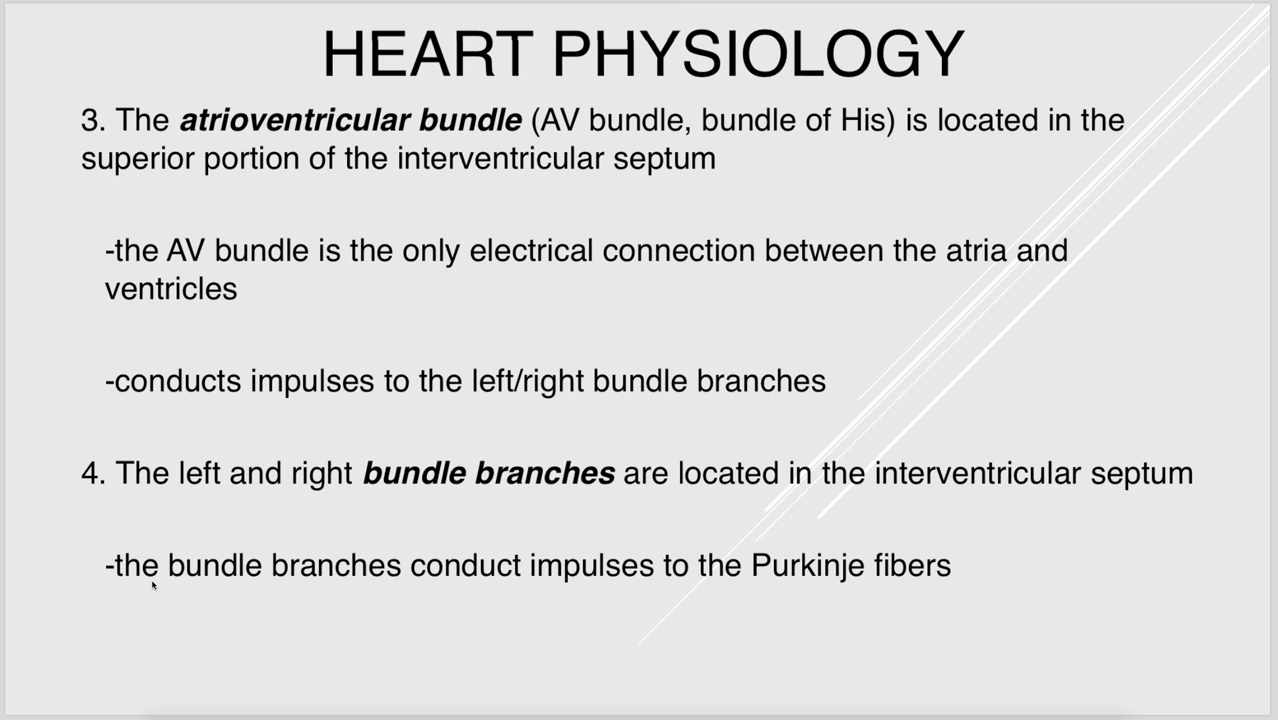 HEART PHYSIOLOGY
3. The atrioventricular bundle (AV bundle, bundle of His) is located in the
superior portion of the interventricular septum
-the AV bundle is the only electrical connection between the atria and
ventricles
-conducts impulses to the left/right bundle branches
4. The left and right bundle branches are located in the interventricular septum
-the bundle branches conduct impulses to the Purkinje fibers